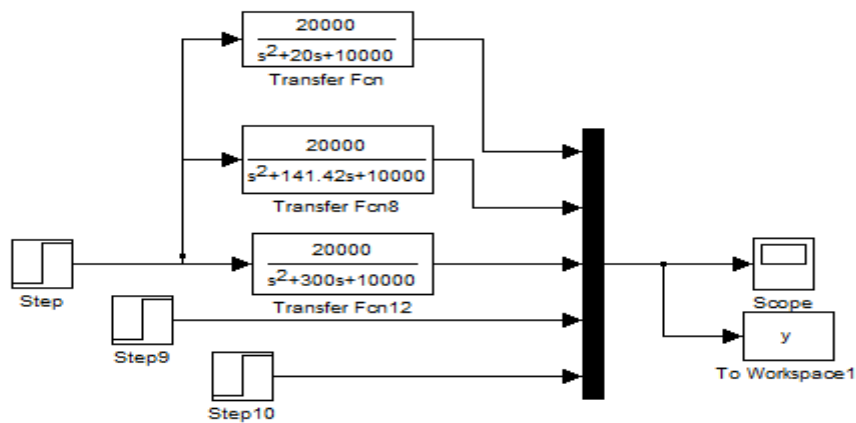 20000
s²+20s+10000
Transfer Fcn
20000
s²+141.42s+10000
Transfer Fcn8
20000
s²+300s+10000
Transfer Fcn12
Step
Step9
Step10
Scope
y
To Workspace1